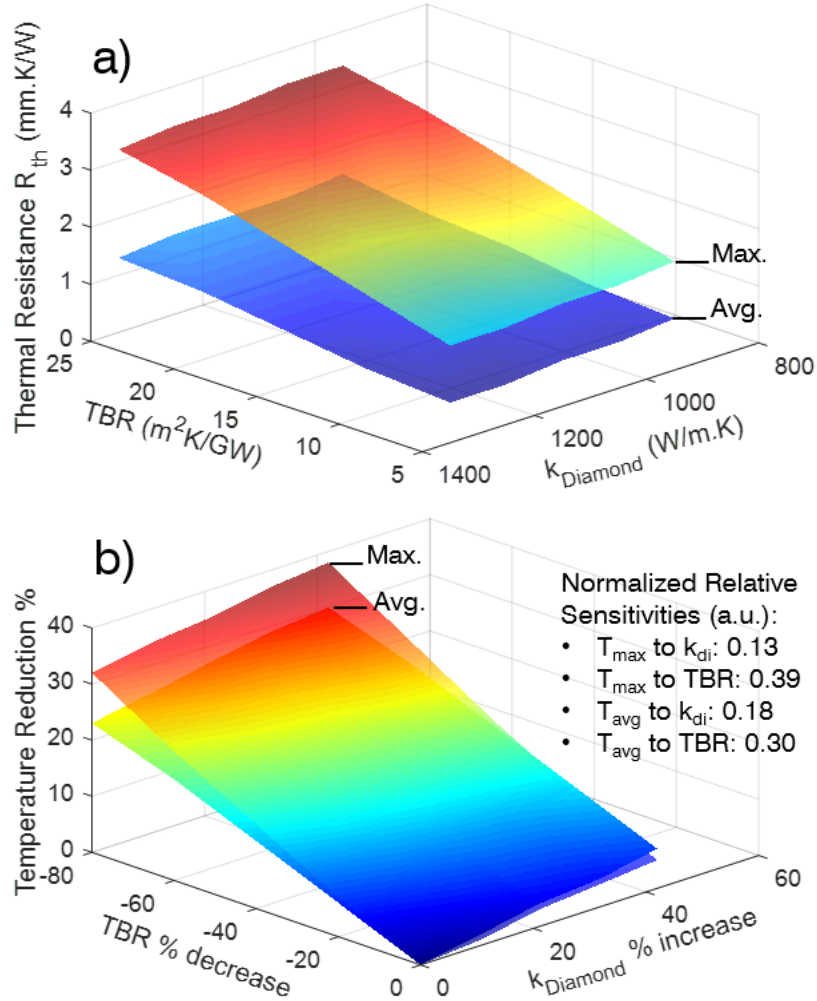 a)
Thermal Resistance R_th (mm.K/W)
4
3
2
1
0
25
20
15
10
5
TBR (m²K/GW)
1400
1200
1000
800
k_Diamond (W/m.K)
Max.
Avg.
b)
Temperature Reduction %
40
30
20
10
0
-80
-60
-40
-20
0
TBR % decrease
0
20
40
60
k_Diamond % increase
Max.
Avg.
Normalized Relative
Sensitivities (a.u.):
• T_max to k_di: 0.13
• T_max to TBR: 0.39
• T_avg to k_di: 0.18
• T_avg to TBR: 0.30